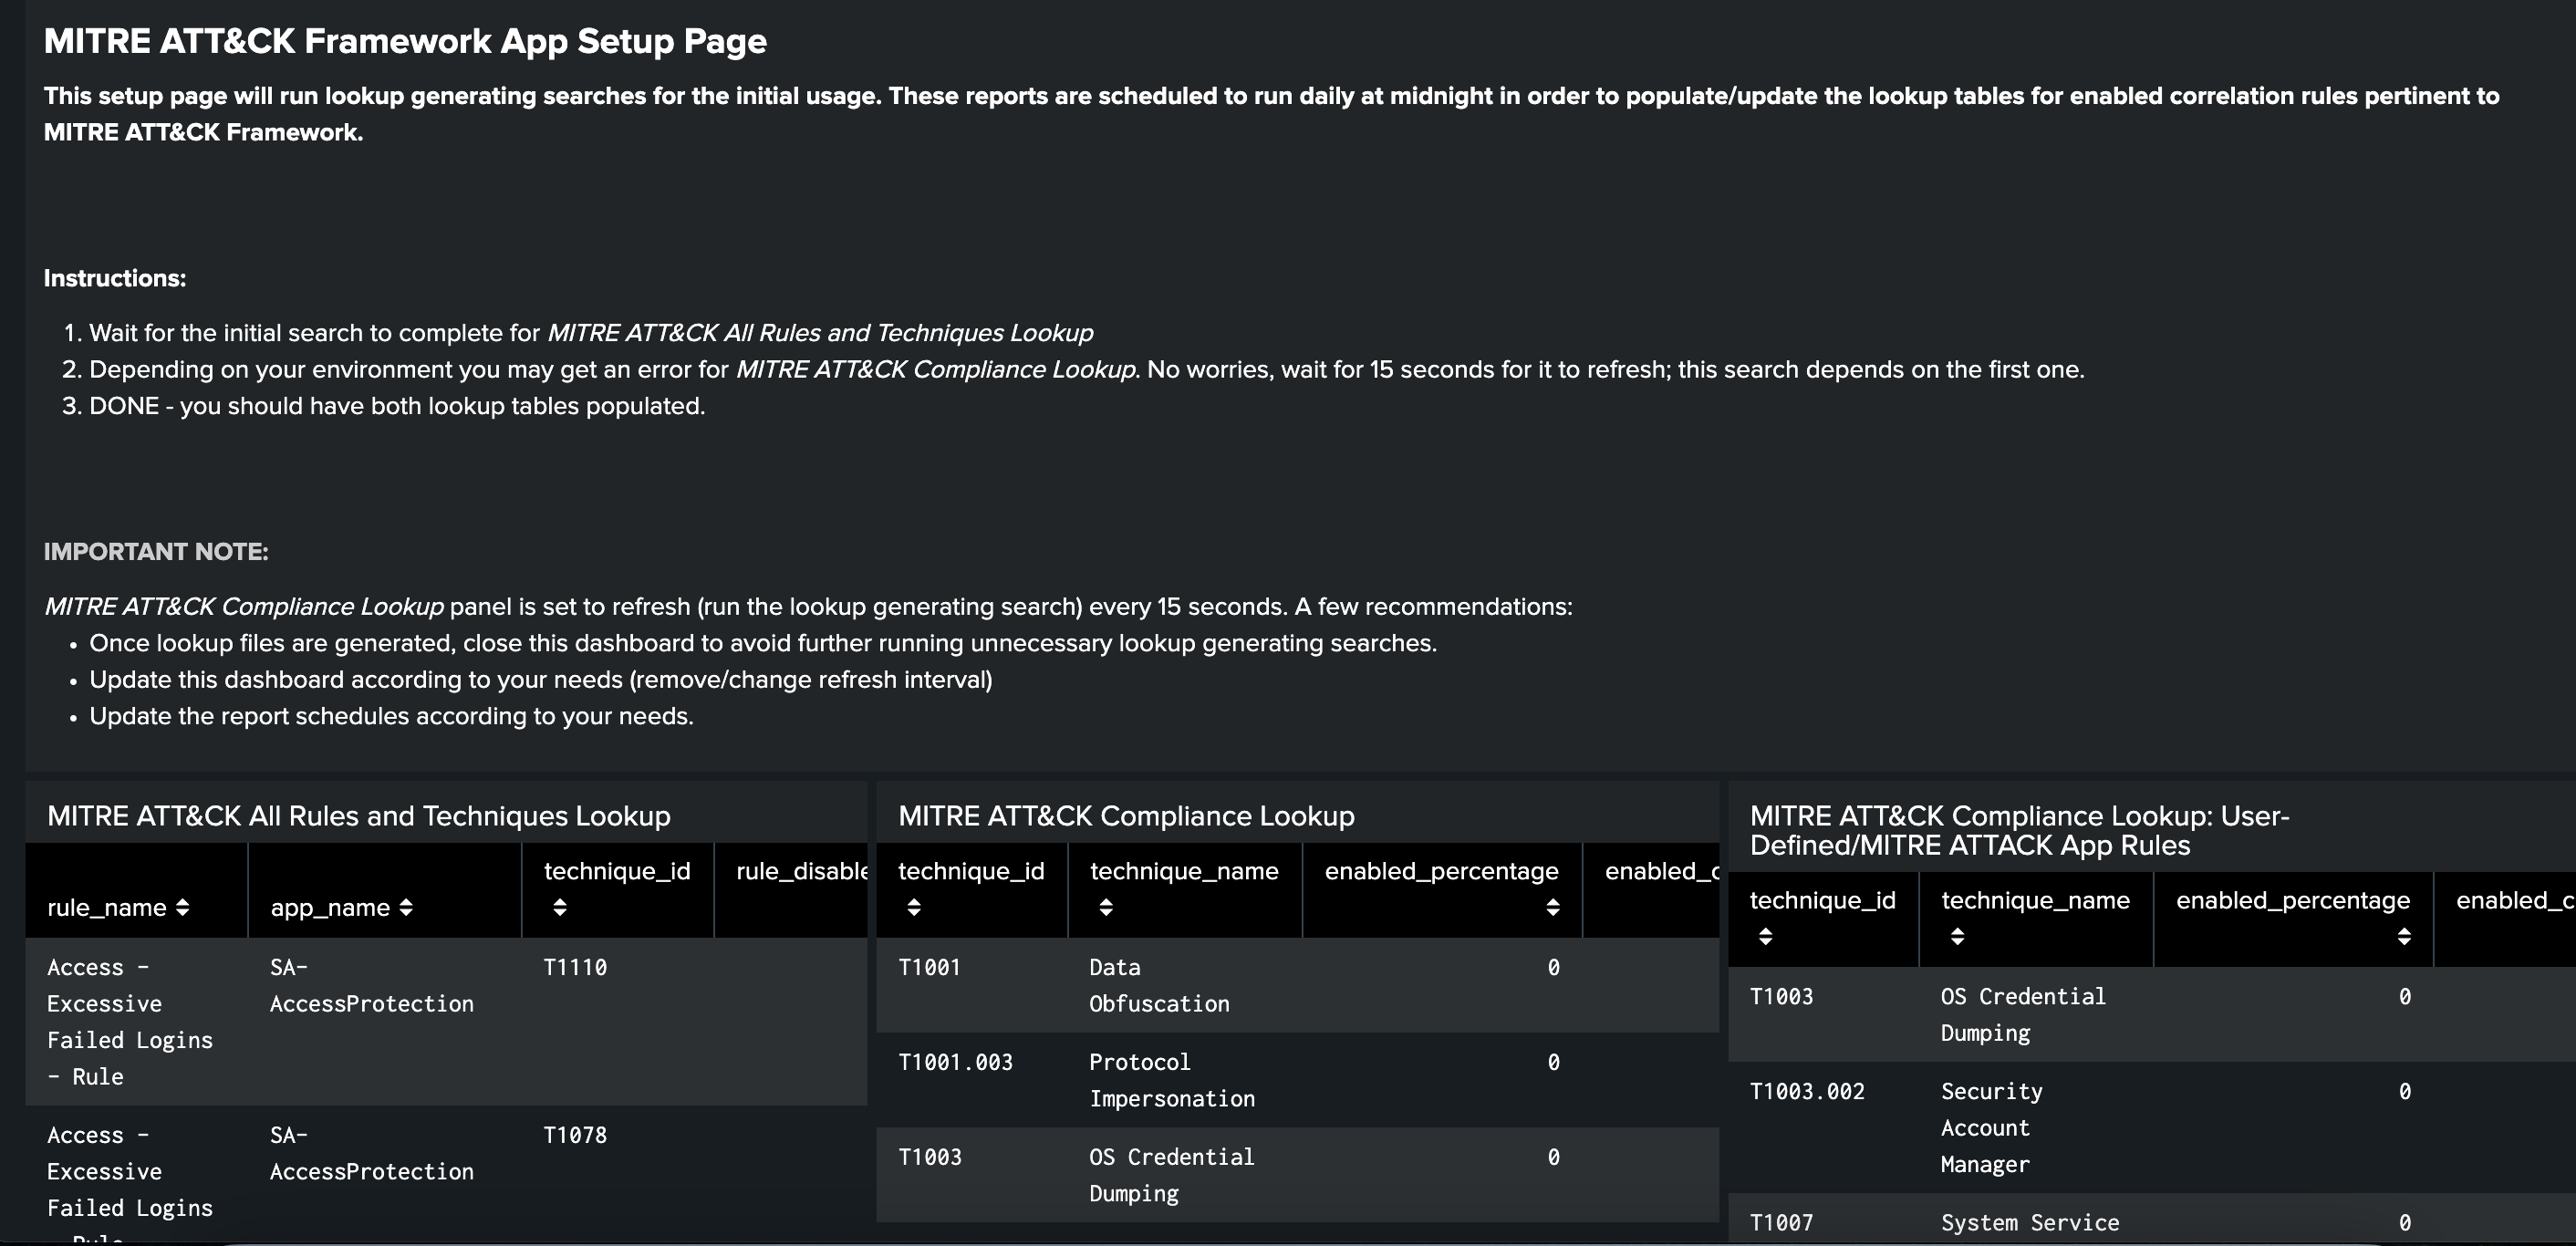 MITRE ATT&CK Framework App Setup Page
This setup page will run lookup generating searches for the initial usage. These reports are scheduled to run daily at midnight in order to populate/update the lookup tables for enabled correlation rules pertinent to
MITRE ATT&CK Framework.
Instructions:
1. Wait for the initial search to complete for MITRE ATT&CK All Rules and Techniques Lookup
2. Depending on your environment you may get an error for MITRE ATT&CK Compliance Lookup. No worries, wait for 15 seconds for it to refresh; this search depends on the first one.
3. DONE - you should have both lookup tables populated.
IMPORTANT NOTE:
MITRE ATT&CK Compliance Lookup panel is set to refresh (run the lookup generating search) every 15 seconds. A few recommendations:
• Once lookup files are generated, close this dashboard to avoid further running unnecessary lookup generating searches.
• Update this dashboard according to your needs (remove/change refresh interval)
• Update the report schedules according to your needs.
MITRE ATT&CK All Rules and Techniques Lookup
rule_name app_name technique_id rule_disable
Access -
Excessive
Failed Logins
- Rule
SA-
AccessProtection
T1110
Access -
Excessive
Failed Logins
- Rule
SA-
AccessProtection
T1078
MITRE ATT&CK Compliance Lookup
technique_id technique_name enabled_percentage enabled_c
T1001
Data
Obfuscation
0
T1001.003
Protocol
Impersonation
0
T1003
OS Credential
Dumping
0
MITRE ATT&CK Compliance Lookup: User-
Defined/MITRE ATTACK App Rules
technique_id technique_name enabled_percentage enabled_c
T1003
OS Credential
Dumping
0
T1003.002
Security
Account
Manager
0
T1007
System Service
0